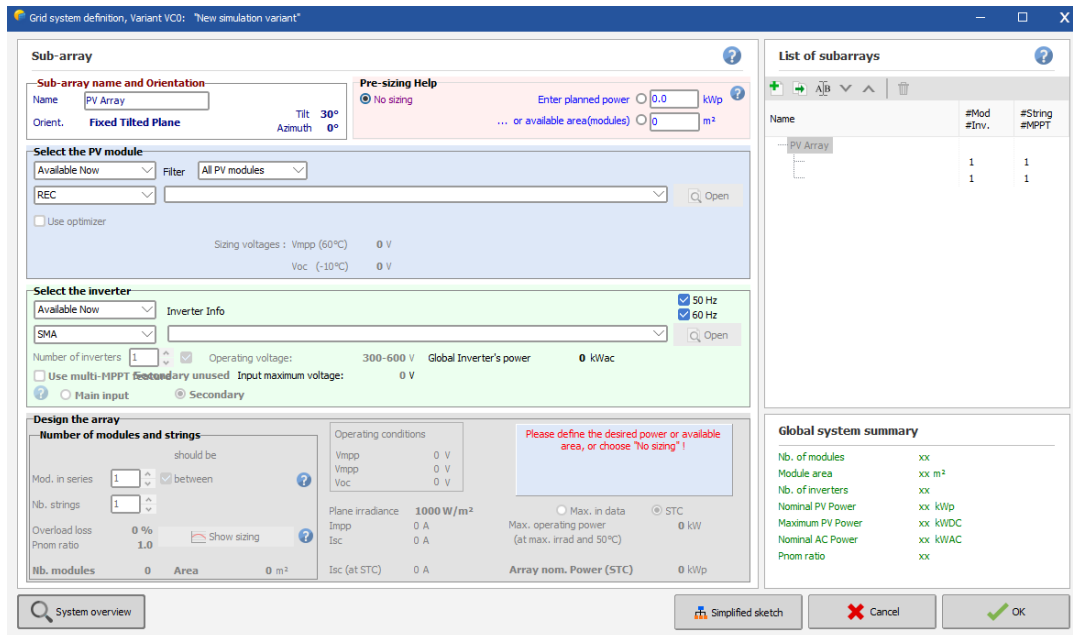 Grid system definition, Variant VC0: "New simulation variant"
Sub-array
Sub-array name and Orientation
Name PV Array
Orient. Fixed Tilted Plane
Tilt 30°
Azimuth 0°
Pre-sizing Help
No sizing
Enter planned power 0.0 kWp
... or available area(modules) 0 m²
Select the PV module
Available Now Filter All PV modules
REC Open
Use optimizer
Sizing voltages : Vmpp (60°C) 0 V
Voc (-10°C) 0 V
Select the inverter
Available Now Inverter Info 50 Hz
60 Hz
SMA Open
Number of inverters 1 Operating voltage: 300-600 V Global Inverter's power 0 kWac
Use multi-MPPT feature Secondary unused Input maximum voltage: 0 V
Main input Secondary
Design the array
Number of modules and strings
should be
Mod. in series 1 between
Nb. strings 1
Overload loss 0 %
Pnom ratio 1.0
Show sizing
Nb. modules 0 Area 0 m²
Operating conditions
Vmpp 0 V
Vmpp 0 V
Voc 0 V
Please define the desired power or available
area, or choose "No sizing" !
Plane irradiance 1000 W/m² Max. in data STC
Impp 0 A Max. operating power 0 kW
Isc 0 A (at max. irrad and 50°C)
Isc (at STC) 0 A Array nom. Power (STC) 0 kWp
List of subarrays
Name #Mod #String
#Inv. #MPPT
PV Array
1 1
1 1
Global system summary
Nb. of modules xx
Module area xx m²
Nb. of inverters xx
Nominal PV Power xx kWp
Maximum PV Power xx kWDC
Nominal AC Power xx kWAC
Pnom ratio xx
System overview
Simplified sketch
Cancel
OK